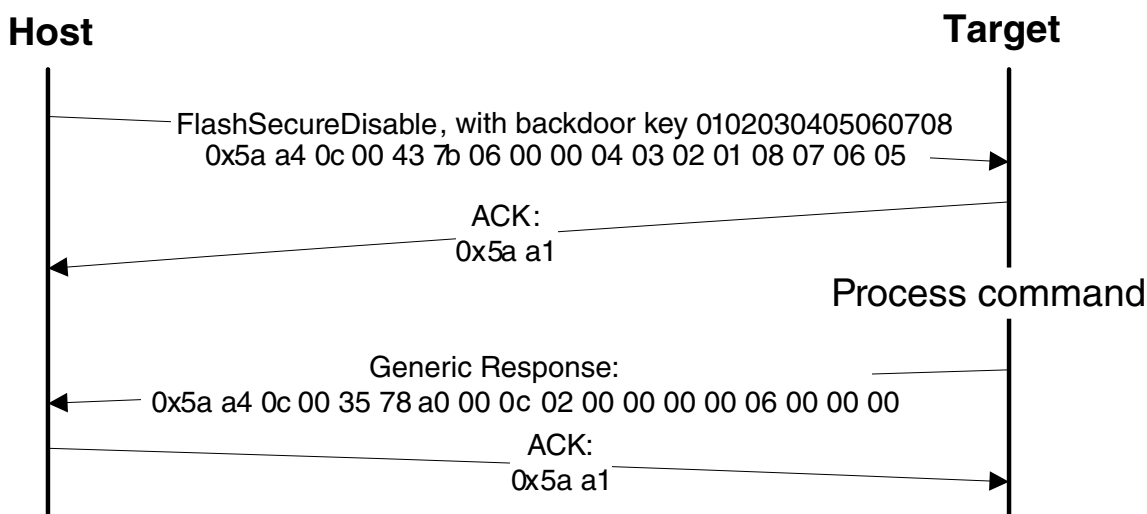 Host
Target
FlashSecureDisable, with backdoor key 0102030405060708
0x5a a4 0c 00 43 7b 06 00 00 04 03 02 01 08 07 06 05
ACK:
0x5a a1
Process command
Generic Response:
0x5a a4 0c 00 35 78 a0 00 0c 02 00 00 00 00 06 00 00 00
ACK:
0x5a a1